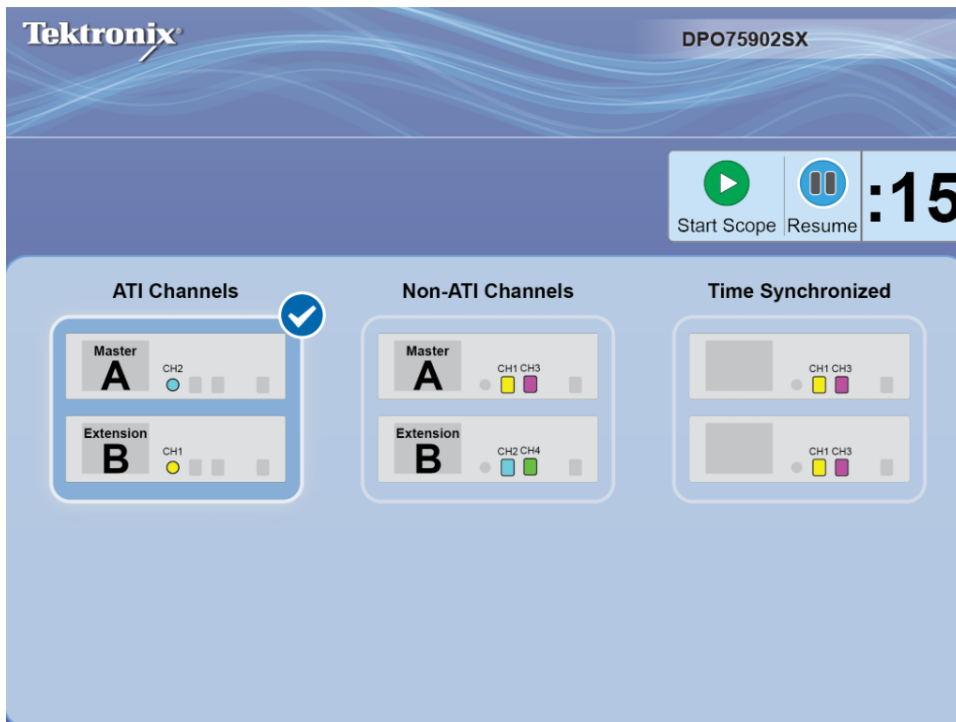 Tektronix
DPO75902SX
Start Scope
Resume
:15
ATI Channels
Master
A
CH2
Extension
B
CH1
Non-ATI Channels
Master
A
CH1 CH3
Extension
B
CH2 CH4
Time Synchronized
CH1 CH3
CH1 CH3